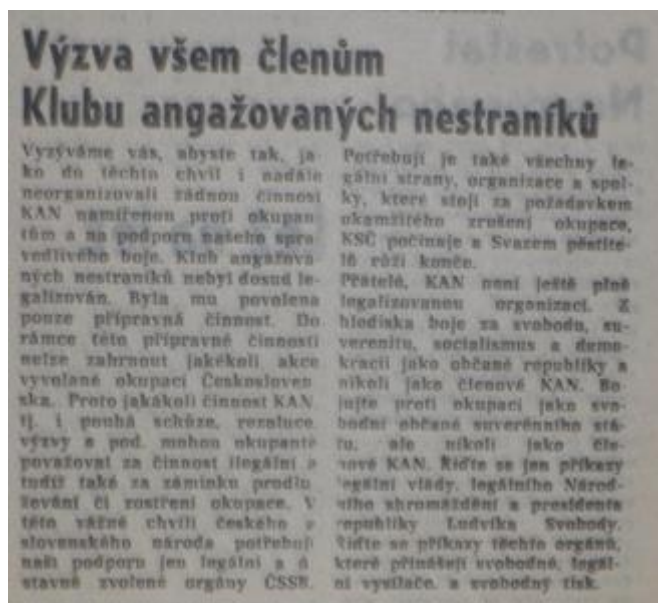 Výzva všem členům
Klubu angažovaných nestraníků
Vyzýváme vás, abyste tak, ja-
ko do těchto chvil i nadále
neorganizovali žádnou činnost
KAN namířenou proti okupan
tům a na podporu našeho spra
vedlivého boje. Klub angažova
ných nestraníků nebyl dosud le-
galizován. Byla mu povolena
pouze přípravná činnost. Do
rámce této přípravné činnosti
nelze zahrnout jakékoli akce
vyvolané okupací Českosloven
ska. Proto jakákoli činnost KAN
tj. i pouhá schůze, rezoluce
výzvy a pod. mohou okupanté
považovat za činnost ilegální a
tudíž také za záminku prodlu
žování či zostření okupace. V
této vážné chvíli českého a
slovenského národa potřebují
naši podporu jen legální a ú
stavně zvolené orgány ČSSR.
Potřebují je také všechny le-
gální strany, organizace a spol-
ky, které stojí za požadavkem
okamžitého zrušení okupace,
KSČ počínaje a Svazem pěstite-
lů růží konče.
Přátelé, KAN není ještě plně
legalizovanou organizací. Z
hlediska boje za svobodu, su-
verenitu, socialismus a demo-
kracii jako občané republiky a
nikoli jako členové KAN. Bo-
jujte proti okupaci jako svo-
bodní občané suverénního stá-
tu, ale nikoli jako čle-
nové KAN. Řiďte se jen příkazy
legální vlády, legálního Národ-
ního shromáždění a presidenta
republiky Ludvíka Svobody.
Řiďte se příkazy těchto orgánů,
které přinášejí svobodné, legál-
ní vysílače, a svobodný tisk.